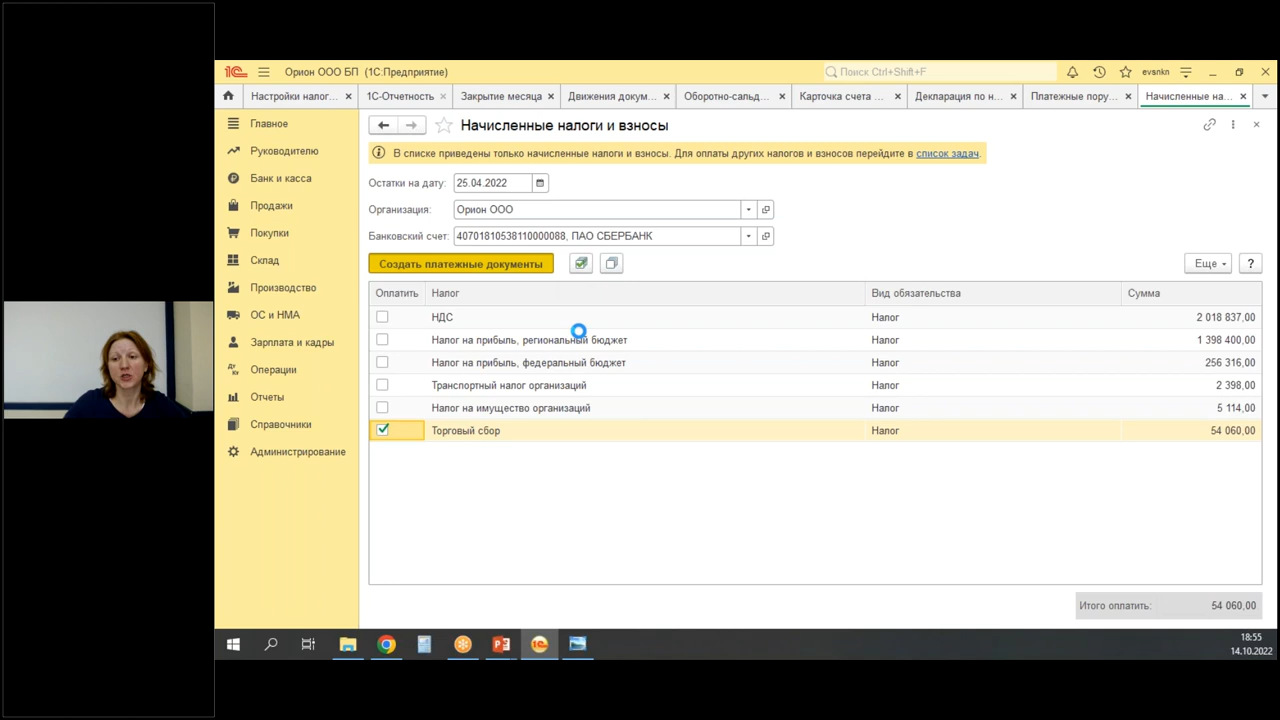 1С Орион ООО БП (1С:Предприятие) Поиск Ctrl+Shift+F evsnkn
Настройки налог... 1С-Отчетность Закрытие месяца Движения докум... Оборотно-сальд... Карточка счета ... Декларация по н... Платежные пору... Начисленные на...
Главное
Руководителю
Банк и касса
Продажи
Покупки
Склад
Производство
ОС и НМА
Зарплата и кадры
Дт Кт Операции
Отчеты
Справочники
Администрирование
Начисленные налоги и взносы
В списке приведены только начисленные налоги и взносы. Для оплаты других налогов и взносов перейдите в список задач.
Остатки на дату: 25.04.2022
Организация: Орион ООО
Банковский счет: 40701810538110000088, ПАО СБЕРБАНК
Создать платежные документы Еще ?
Оплатить Налог Вид обязательства Сумма
НДС Налог 2 018 837,00
Налог на прибыль, региональный бюджет Налог 1 398 400,00
Налог на прибыль, федеральный бюджет Налог 256 316,00
Транспортный налог организаций Налог 2 398,00
Налог на имущество организаций Налог 5 114,00
Торговый сбор Налог 54 060,00
Итого оплатить: 54 060,00
18:55
14.10.2022